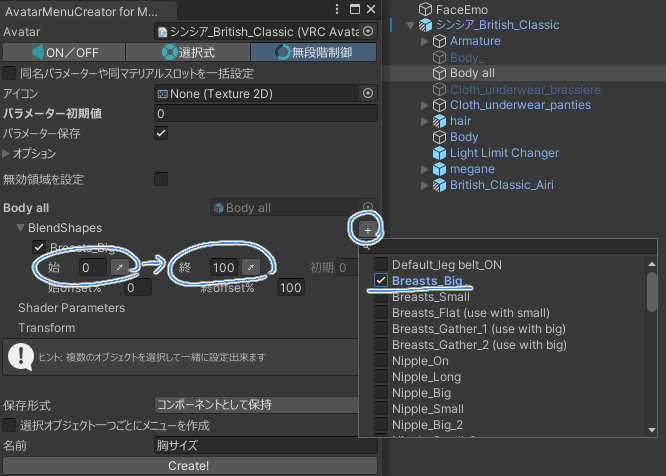 AvatarMenuCreator for M...
Avatar
シンシア_British_Classic (VRC Avata
ON／OFF
選択式
無段階制御
同名パラメーターや同マテリアルスロットを一括設定
アイコン
None (Texture 2D)
パラメーター初期値
0
パラメーター保存
オプション
無効領域を設定
Body all
Body all
BlendShapes
+
Breasts_Big
始
0
終
100
初期
0
始offset%
0
終offset%
100
Shader Parameters
Transform
ヒント: 複数のオブジェクトを選択して一緒に設定出来ます
保存形式
コンポーネントとして保持
選択オブジェクト一つごとにメニューを作成
名前
胸サイズ
Create!
FaceEmo
シンシア_British_Classic
Armature
Body_
Body all
Cloth_underwear_brassiere
Cloth_underwear_panties
hair
Body
Light Limit Changer
megane
British_Classic_Airi
Default_leg belt_ON
Breasts_Big
Breasts_Small
Breasts_Flat (use with small)
Breasts_Gather_1 (use with big)
Breasts_Gather_2 (use with big)
Nipple_On
Nipple_Long
Nipple_Big
Nipple_Small
Nipple_Big_2